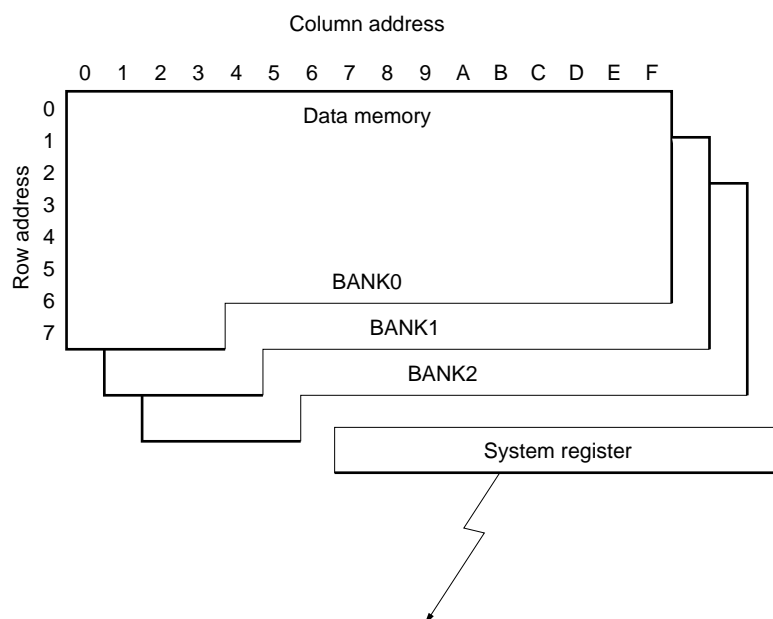 Column address
0 1 2 3 4 5 6 7 8 9 A B C D E F
Data memory
Row address
0
1
2
3
4
5
6
7
BANK0
BANK1
BANK2
System register